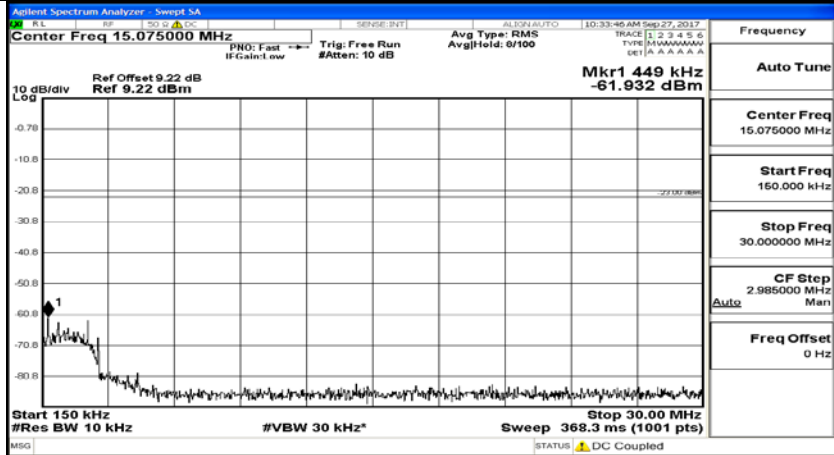 Agilent Spectrum Analyzer - Swept SA
RL RF 50 Ω DC SENSE:INT ALIGN AUTO 10:33:46 AM Sep 27, 2017
Center Freq 15.075000 MHz
PNO: Fast Trig: Free Run Avg Type: RMS TRACE 1 2 3 4 5 6
IFGain:Low #Atten: 10 dB Avg|Hold: 8/100 TYPE MWWWWW
DET A A A A A A
Ref Offset 9.22 dB Mkr1 449 kHz
10 dB/div Ref 9.22 dBm -61.932 dBm
Log
-0.78
-10.8
-20.8
-23.00 dBm
-30.8
-40.8
-50.8
1
-60.8
-70.8
-80.8
Start 150 kHz Stop 30.00 MHz
#Res BW 10 kHz #VBW 30 kHz* Sweep 368.3 ms (1001 pts)
MSG STATUS DC Coupled
Frequency
Auto Tune
Center Freq
15.075000 MHz
Start Freq
150.000 kHz
Stop Freq
30.000000 MHz
CF Step
2.985000 MHz
Auto Man
Freq Offset
0 Hz